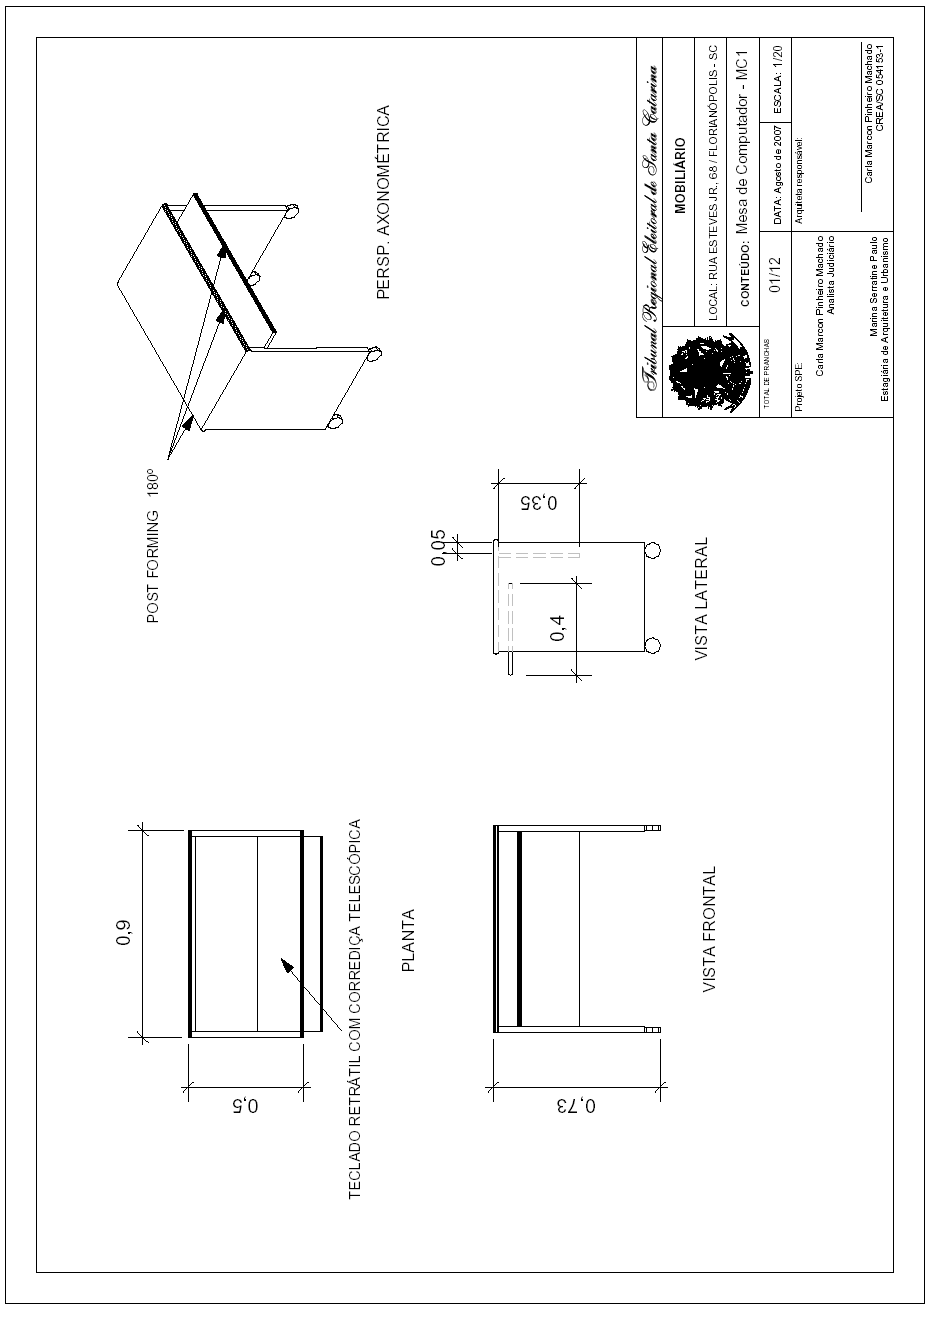 PLANTA
0,9
0,5
TECLADO RETRÁTIL COM CORREDIÇA TELESCÓPICA
VISTA FRONTAL
0,73
VISTA LATERAL
0,05
0,35
0,4
POST FORMING 180º
PERSP. AXONOMÉTRICA
Tribunal Regional Eleitoral de Santa Catarina
MOBILIÁRIO
LOCAL: RUA ESTEVES JR., 68 / FLORIANÓPOLIS - SC
CONTEÚDO: Mesa de Computador - MC1
TOTAL DE PRANCHAS
01/12
DATA: Agosto de 2007
ESCALA: 1/20
Projeto SPE:
Carla Marcon Pinheiro Machado
Analista Judiciário
Marina Serratine Paulo
Estagiária de Arquitetura e Urbanismo
Arquiteta responsável:
Carla Marcon Pinheiro Machado
CREA/SC 054153-1